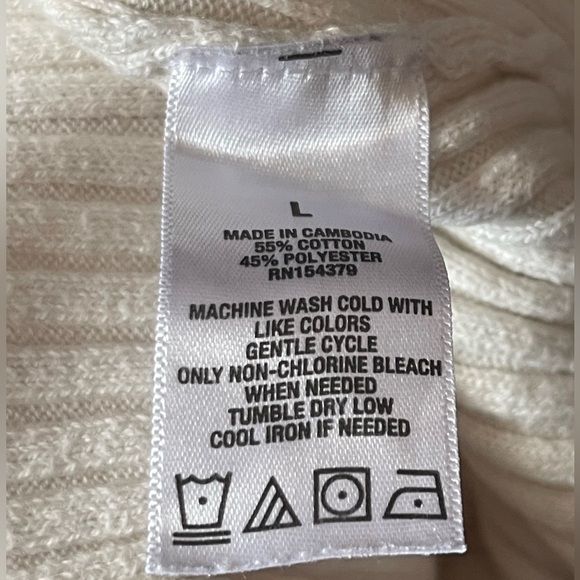 L
MADE IN CAMBODIA
55% COTTON
45% POLYESTER
RN154379
MACHINE WASH COLD WITH
LIKE COLORS
GENTLE CYCLE
ONLY NON-CHLORINE BLEACH
WHEN NEEDED
TUMBLE DRY LOW
COOL IRON IF NEEDED